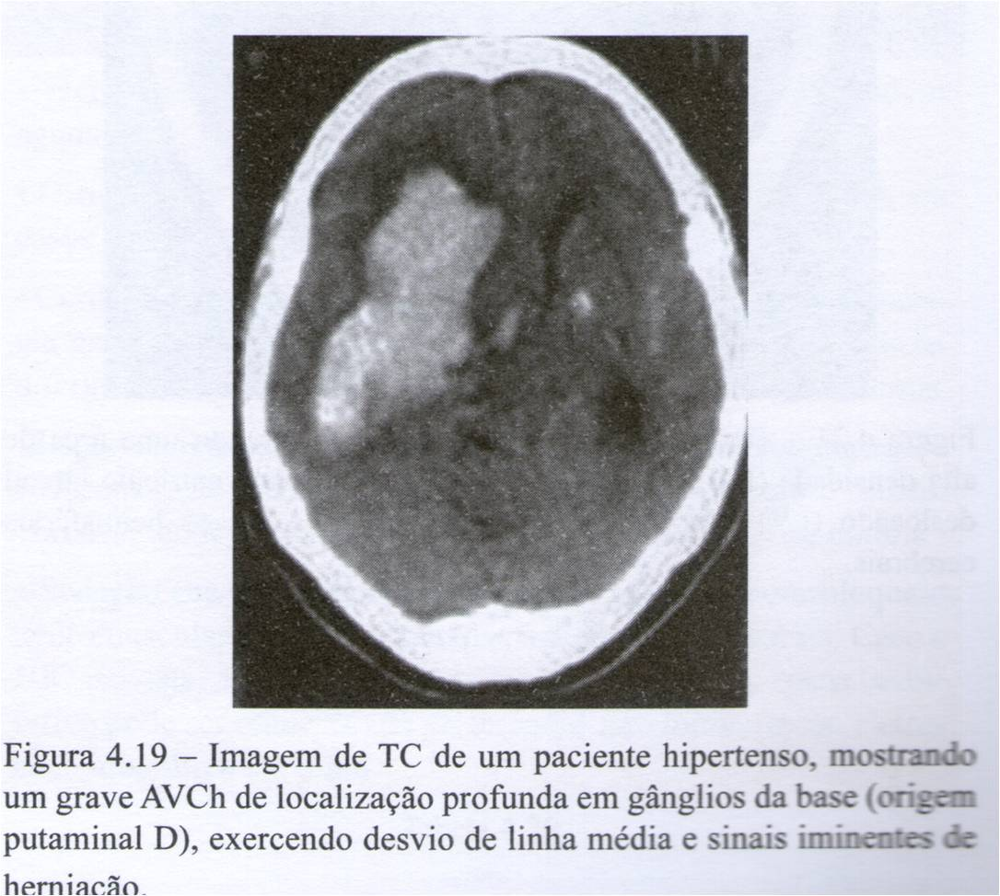 Figura 4.19 – Imagem de TC de um paciente hipertenso, mostrando
um grave AVCh de localização profunda em gânglios da base (origem
putaminal D), exercendo desvio de linha média e sinais iminentes de
herniação.